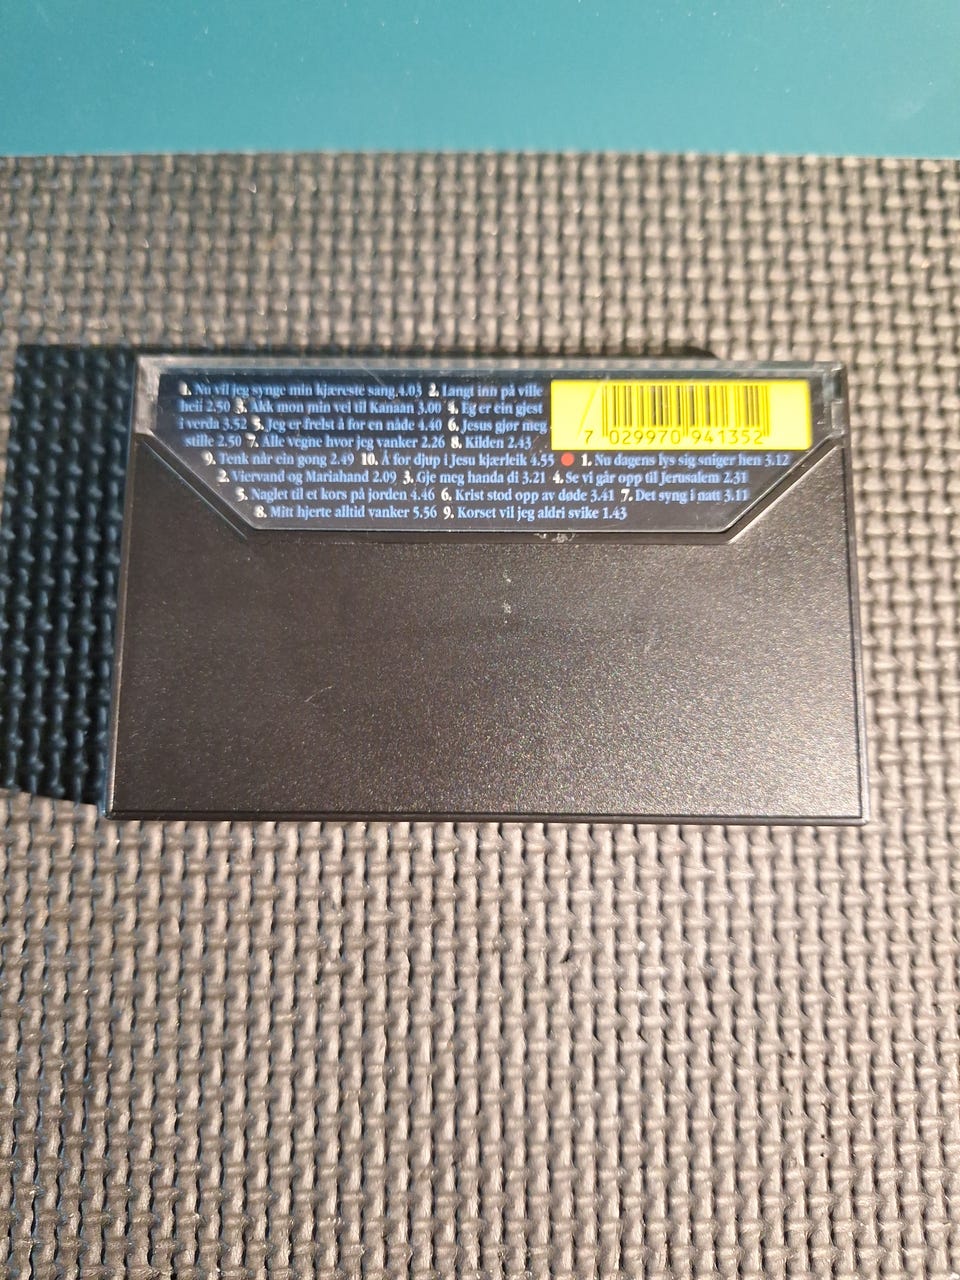 1. Nu vil jeg synge min kjæreste sang 4.03 2. Langt inn på ville
heii 2.50 3. Akk mon min vei til Kanaan 3.00 4. Eg er ein gjest
i verda 3.52 5. Jeg er frelst å for en nåde 4.40 6. Jesus gjør meg
stille 2.50 7. Alle vegne hvor jeg vanker 2.26 8. Kilden 2.43
7 029970 941352
9. Tenk når ein gong 2.49 10. Å for djup i Jesu kjærleik 4.55 ● 1. Nu dagens lys sig sniger hen 3.12
2. Viervand og Mariahand 2.09 3. Gje meg handa di 3.21 4. Se vi går opp til Jerusalem 2.31
5. Naglet til et kors på jorden 4.46 6. Krist stod opp av døde 3.41 7. Det syng i natt 3.11
8. Mitt hjerte alltid vanker 5.56 9. Korset vil jeg aldri svike 1.43